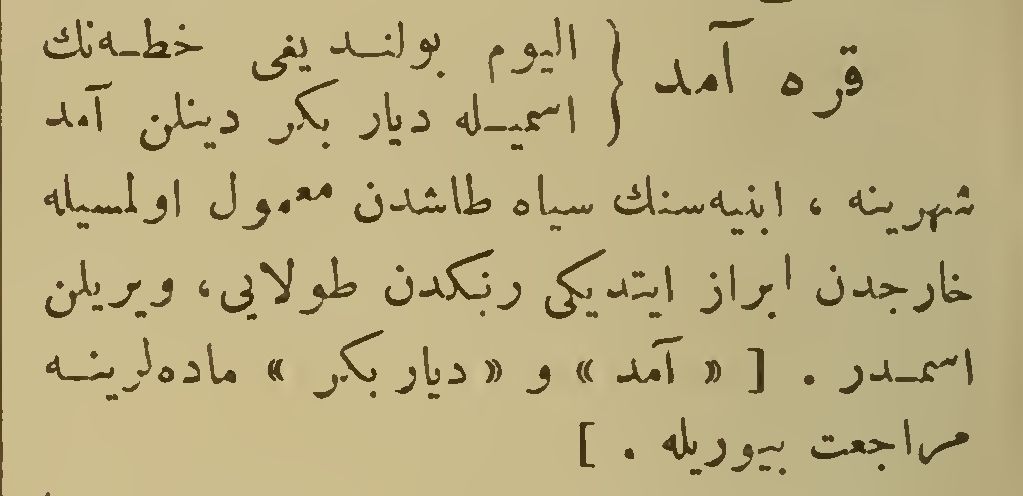 قره آمد { اليوم بولنديغى خطه‌نك
اسميله ديار بكر دينلن آمد
شهرينه ، ابنيه‌سنك سياه طاشدن معمول اولمسيله
خارجدن ابراز ايتديكى رنكدن طولايى، ويريلن
اسمدر . [ « آمد » و « ديار بكر » ماده‌لرينه
مراجعت بيوريله . ]